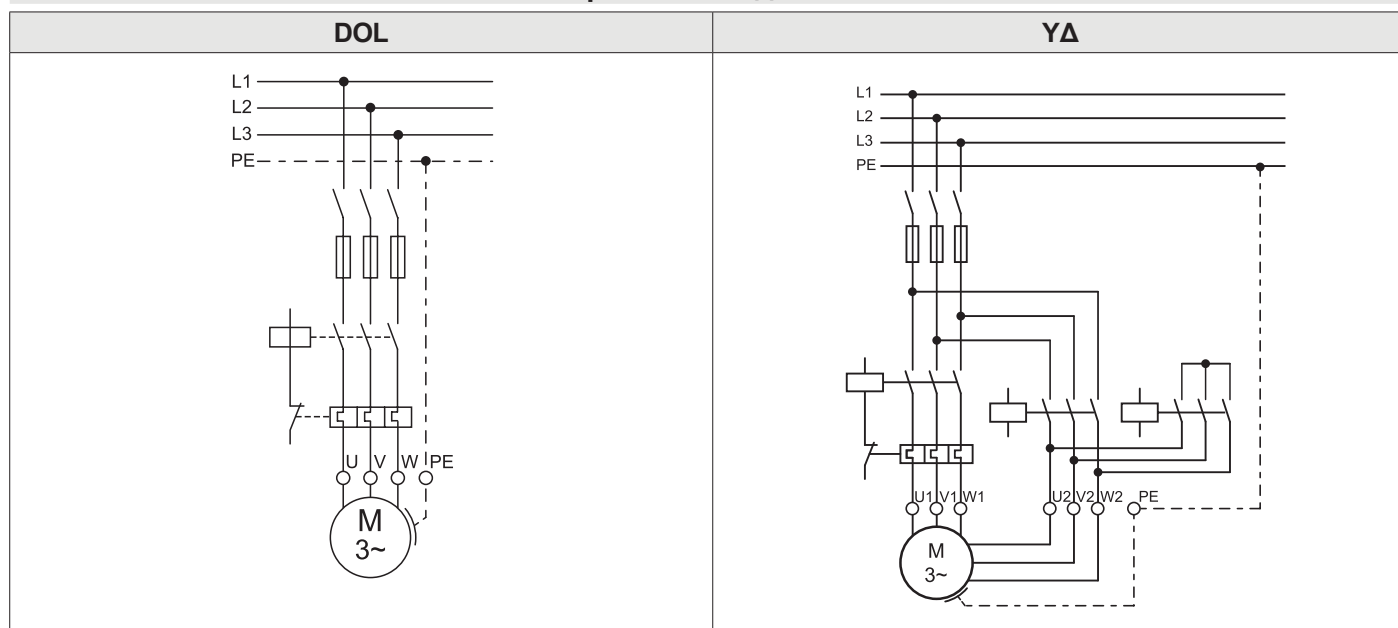 DOL
L1
L2
L3
PE
U V W PE
M
3~
YΔ
L1
L2
L3
PE
U1 V1 W1 U2 V2 W2 PE
M
3~